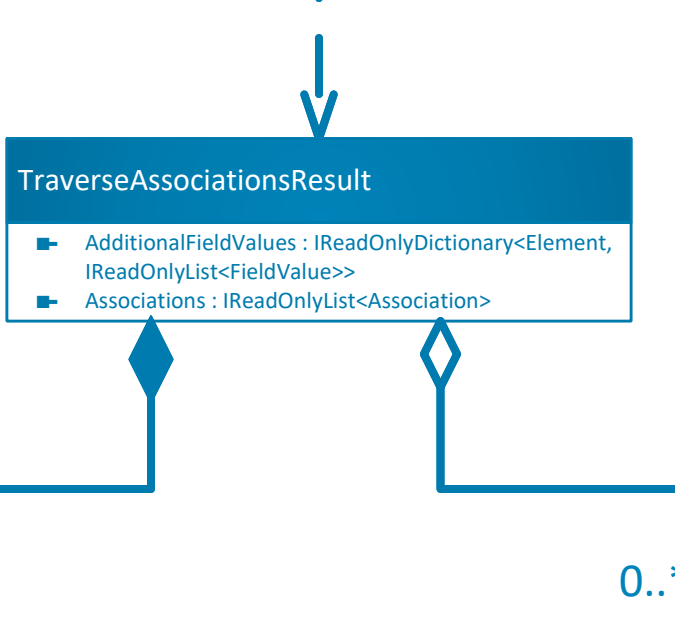 TraverseAssociationsResult
AdditionalFieldValues : IReadOnlyDictionary<Element,
IReadOnlyList<FieldValue>>
Associations : IReadOnlyList<Association>
0..*